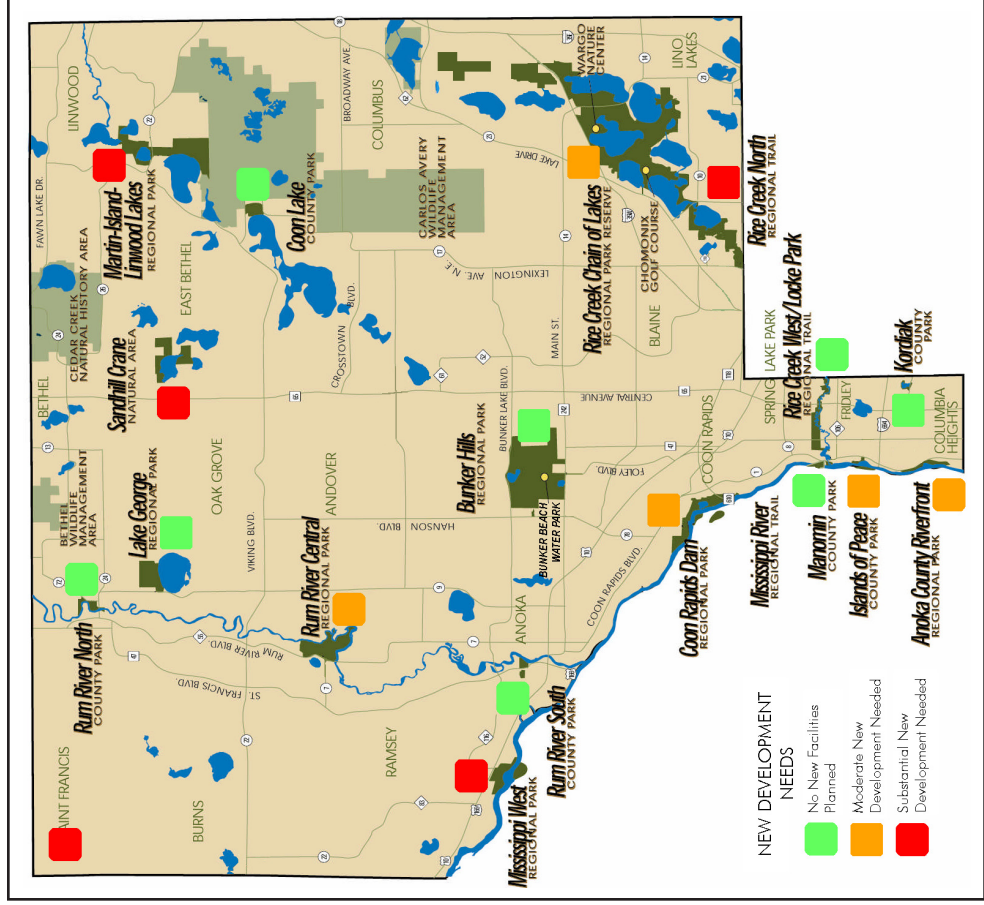 LINWOOD
FAWN LAKE DR.
CEDAR CREEK
NATURAL HISTORY AREA
BETHEL
BETHEL
WILDLIFE
MANAGEMENT
AREA
Martin-Island-
Linwood Lakes
REGIONAL PARK
EAST BETHEL
Sandhill Crane
NATURAL AREA
Lake George
REGIONAL PARK
OAK GROVE
Rum River North
COUNTY PARK
AINT FRANCIS
BURNS
BROADWAY AVE.
COLUMBUS
Coon Lake
COUNTY PARK
CARLOS AVERY
WILDLIFE
MANAGEMENT
AREA
LEXINGTON AVE. N.E.
CROSSTOWN BLVD.
VIKING BLVD.
ANDOVER
HANSON BLVD.
Rum River Central
REGIONAL PARK
RUM RIVER BLVD.
ST. FRANCIS BLVD.
RAMSEY
WARGO
NATURE
CENTER
LINO
LAKES
LAKE DRIVE
Rice Creek Chain of Lakes
REGIONAL PARK RESERVE
CHOMONIX
GOLF COURSE
Rice Creek North
REGIONAL TRAIL
MAIN ST.
BLAINE
BUNKER LAKE BLVD.
CENTRAL AVENUE
Bunker Hills
REGIONAL PARK
BUNKER BEACH
WATER PARK
FOLEY BLVD.
COON RAPIDS
COON RAPIDS BLVD.
ANOKA
Rum River South
COUNTY PARK
Mississippi West
REGIONAL PARK
Coon Rapids Dam
REGIONAL PARK
SPRING LAKE PARK
Rice Creek West/Locke Park
REGIONAL TRAIL
FRIDLEY
Kordiak
COUNTY
PARK
COLUMBIA
HEIGHTS
Mississippi River
REGIONAL TRAIL
Manomin
COUNTY PARK
Islands of Peace
COUNTY PARK
Anoka County Riverfront
REGIONAL PARK
NEW DEVELOPMENT
NEEDS
No New Facilities
Planned
Moderate New
Development Needed
Substantial New
Development Needed